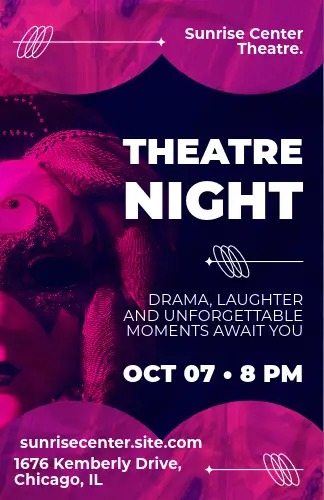 Sunrise Center
Theatre.
THEATRE
NIGHT
DRAMA, LAUGHTER
AND UNFORGETTABLE
MOMENTS AWAIT YOU
OCT 07 • 8 PM
sunrisecenter.site.com
1676 Kemberly Drive,
Chicago, IL